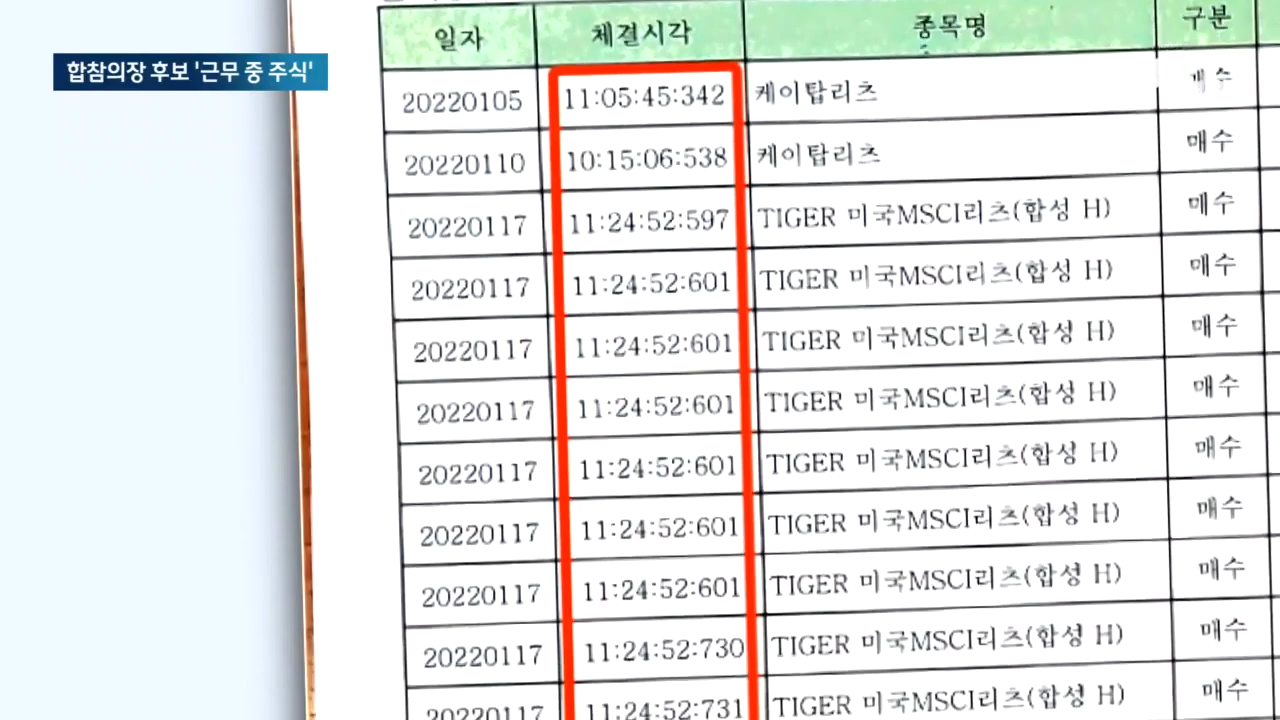 합참의장 후보 '근무 중 주식'
일자 체결시각 종목명 구분
20220105 11:05:45:342 케이탑리츠 매수
20220110 10:15:06:538 케이탑리츠 매수
20220117 11:24:52:597 TIGER 미국MSCI리츠(합성 H) 매수
20220117 11:24:52:601 TIGER 미국MSCI리츠(합성 H) 매수
20220117 11:24:52:601 TIGER 미국MSCI리츠(합성 H) 매수
20220117 11:24:52:601 TIGER 미국MSCI리츠(합성 H) 매수
20220117 11:24:52:601 TIGER 미국MSCI리츠(합성 H) 매수
20220117 11:24:52:601 TIGER 미국MSCI리츠(합성 H) 매수
20220117 11:24:52:601 TIGER 미국MSCI리츠(합성 H) 매수
20220117 11:24:52:730 TIGER 미국MSCI리츠(합성 H) 매수
20220117 11:24:52:731 TIGER 미국MSCI리츠(합성 H) 매수